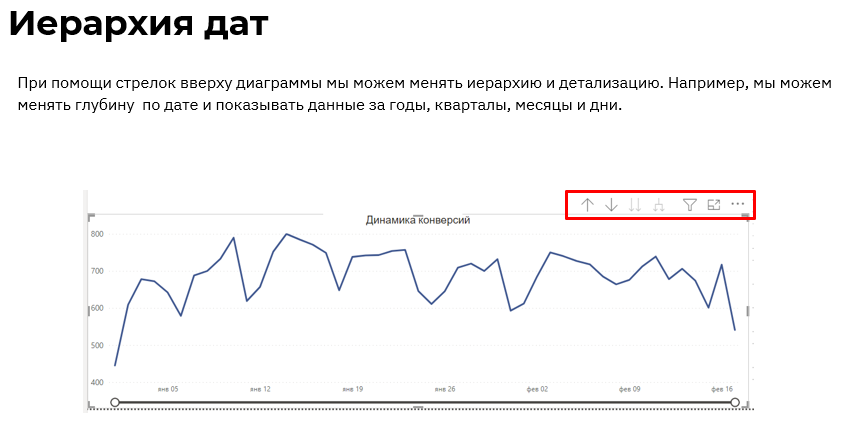 Иерархия дат
При помощи стрелок вверху диаграммы мы можем менять иерархию и детализацию. Например, мы можем
менять глубину по дате и показывать данные за годы, кварталы, месяцы и дни.
Динамика конверсий
800
700
600
500
400
янв 05 янв 12 янв 19 янв 26 фев 02 фев 09 фев 16